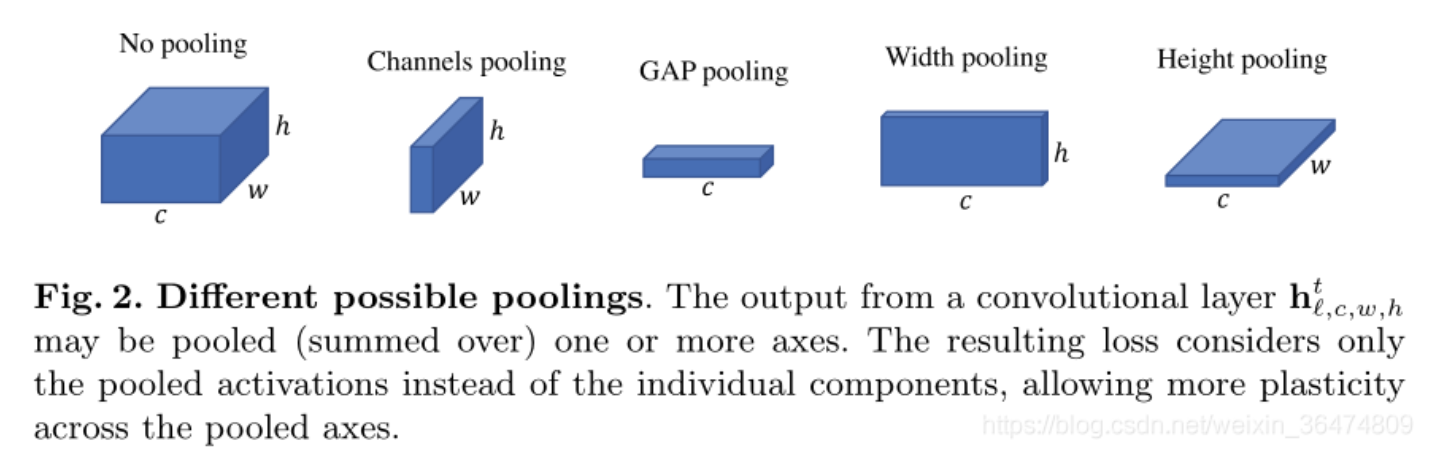 No pooling
h
w
c
Channels pooling
h
w
GAP pooling
c
Width pooling
h
c
Height pooling
w
c
Fig. 2. Different possible poolings. The output from a convolutional layer h^t_{ℓ,c,w,h}
may be pooled (summed over) one or more axes. The resulting loss considers only
the pooled activations instead of the individual components, allowing more plasticity
across the pooled axes.
https://blog.csdn.net/weixin_36474809